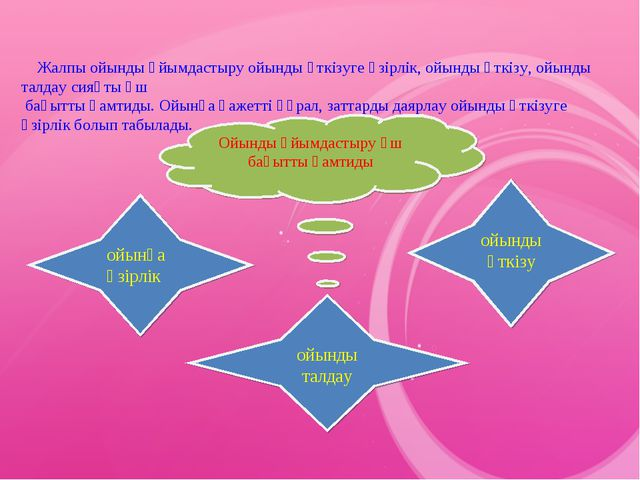 Жалпы ойынды ұйымдастыру ойынды өткізуге әзірлік, ойынды өткізу, ойынды
талдау сияқты үш
бағытты қамтиды. Ойынға қажетті құрал, заттарды даярлау ойынды өткізуге
әзірлік болып табылады.
Ойынды ұйымдастыру үш
бағытты қамтиды
ойынға
әзірлік
ойынды
өткізу
ойынды
талдау